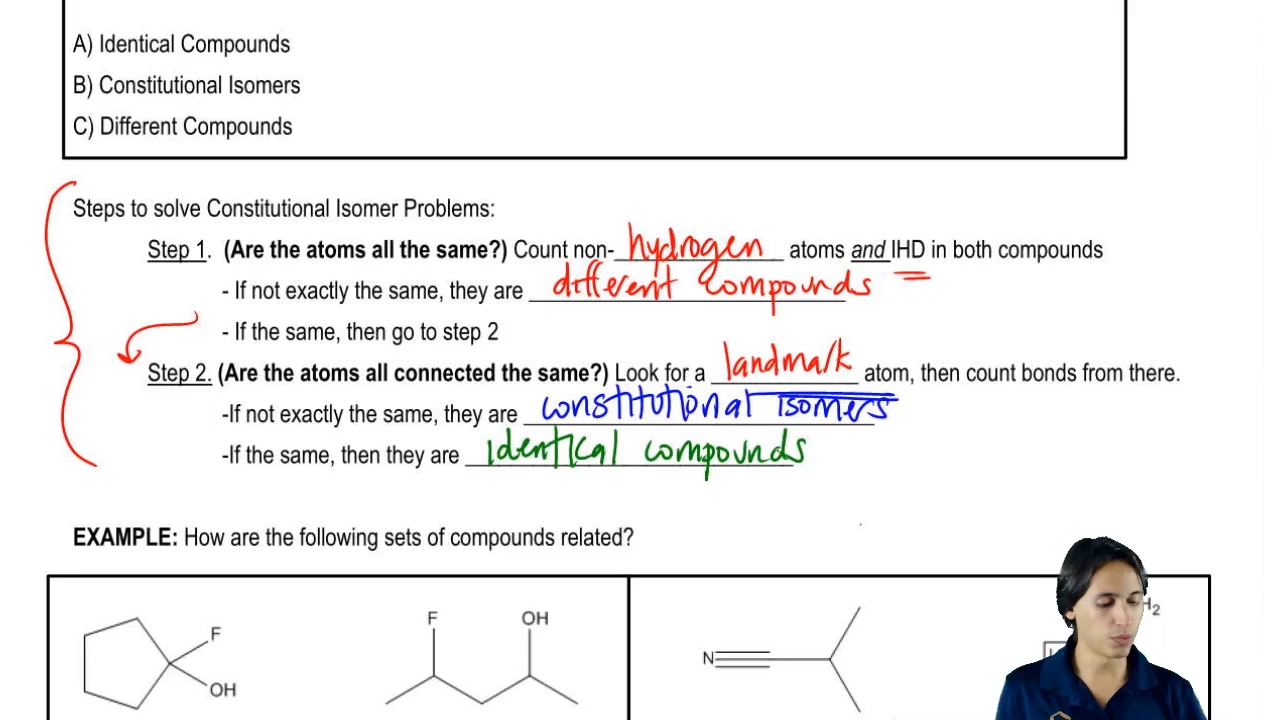 A) Identical Compounds
B) Constitutional Isomers
C) Different Compounds
Steps to solve Constitutional Isomer Problems:
Step 1. (Are the atoms all the same?) Count non- hydrogen atoms and IHD in both compounds
- If not exactly the same, they are different compounds
- If the same, then go to step 2
Step 2. (Are the atoms all connected the same?) Look for a landmark atom, then count bonds from there.
-If not exactly the same, they are constitutional isomers
-If the same, then they are identical compounds
EXAMPLE: How are the following sets of compounds related?
F
OH
F
OH
N
H2